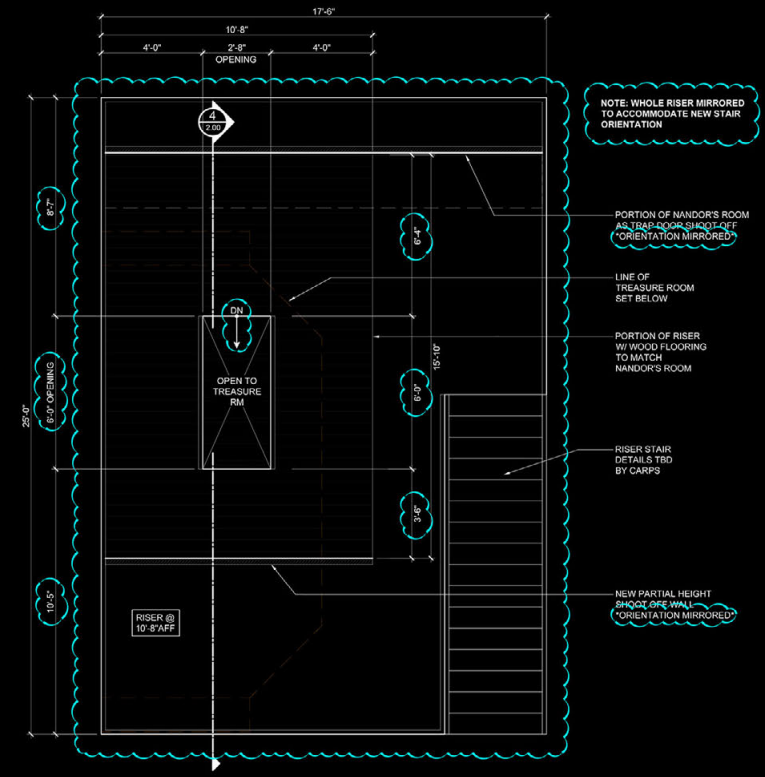 17'-6"
10'-8"
4'-0"
2'-8"
4'-0"
OPENING
4
2.00
NOTE: WHOLE RISER MIRRORED
TO ACCOMMODATE NEW STAIR
ORIENTATION
8'-7"
6'-4"
PORTION OF NANDOR'S ROOM
AS TRAP DOOR SHOOT OFF
*ORIENTATION MIRRORED*
LINE OF
TREASURE ROOM
SET BELOW
DN
PORTION OF RISER
W/ WOOD FLOORING
TO MATCH
NANDOR'S ROOM
15'-10"
OPEN TO
TREASURE
RM
6'-0" OPENING
6'-0"
25'-0"
RISER STAIR
DETAILS TBD
BY CARPS
3'-6"
10'-5"
NEW PARTIAL HEIGHT
SHOOT OFF WALL
*ORIENTATION MIRRORED*
RISER @
10'-8"AFF